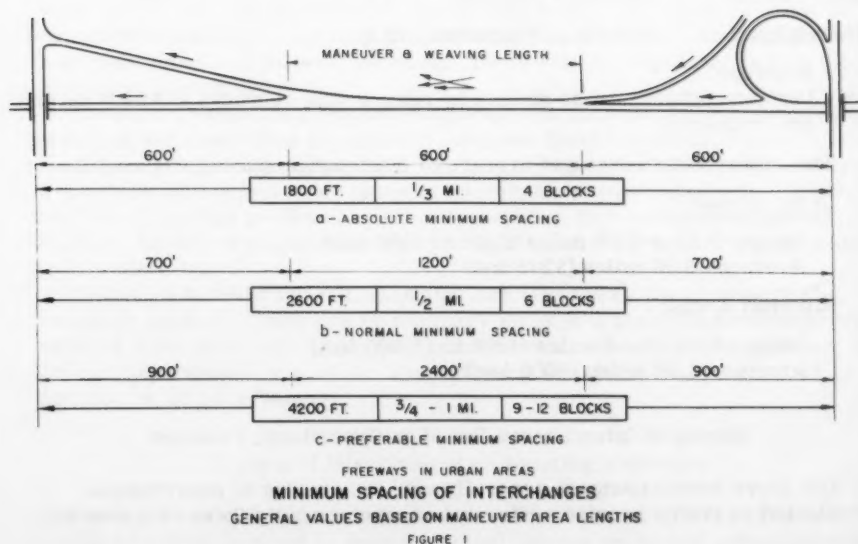 MANEUVER & WEAVING LENGTH
600' 600' 600'
1800 FT. 1/3 MI. 4 BLOCKS
a-ABSOLUTE MINIMUM SPACING
700' 1200' 700'
2600 FT. 1/2 MI. 6 BLOCKS
b-NORMAL MINIMUM SPACING
900' 2400' 900'
4200 FT. 3/4 - 1 MI. 9-12 BLOCKS
c-PREFERABLE MINIMUM SPACING
FREEWAYS IN URBAN AREAS
MINIMUM SPACING OF INTERCHANGES
GENERAL VALUES BASED ON MANEUVER AREA LENGTHS
FIGURE 1